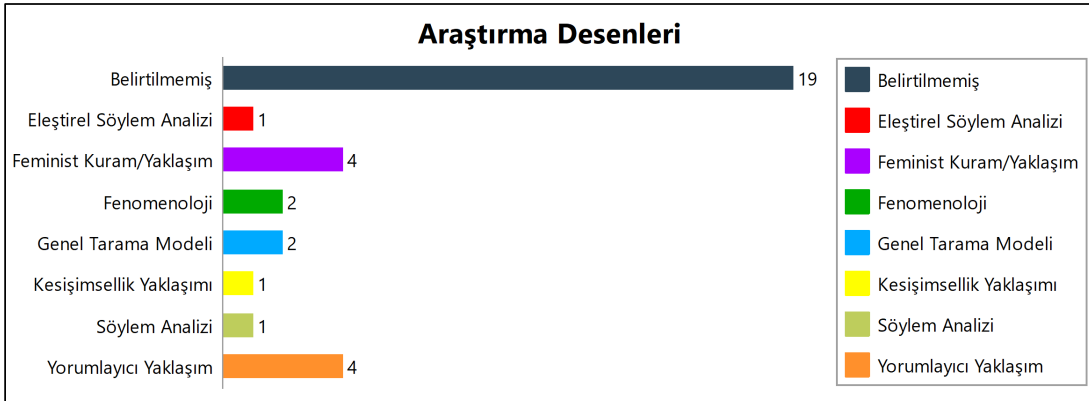 Araştırma Desenleri
Belirtilmemiş 19
Eleştirel Söylem Analizi 1
Feminist Kuram/Yaklaşım 4
Fenomenoloji 2
Genel Tarama Modeli 2
Kesişimsellik Yaklaşımı 1
Söylem Analizi 1
Yorumlayıcı Yaklaşım 4
Belirtilmemiş
Eleştirel Söylem Analizi
Feminist Kuram/Yaklaşım
Fenomenoloji
Genel Tarama Modeli
Kesişimsellik Yaklaşımı
Söylem Analizi
Yorumlayıcı Yaklaşım